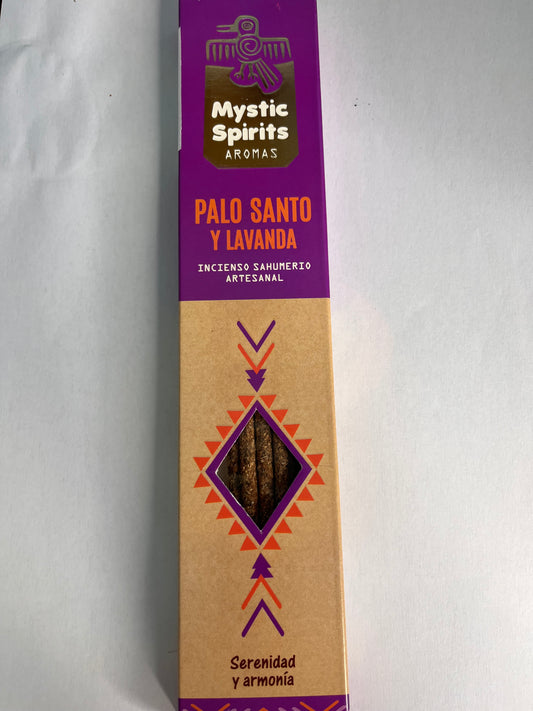 Mystic
Spirits
AROMAS
PALO SANTO
Y LAVANDA
INCIENSO SAHUMERIO
ARTESANAL
Serenidad
y armonía